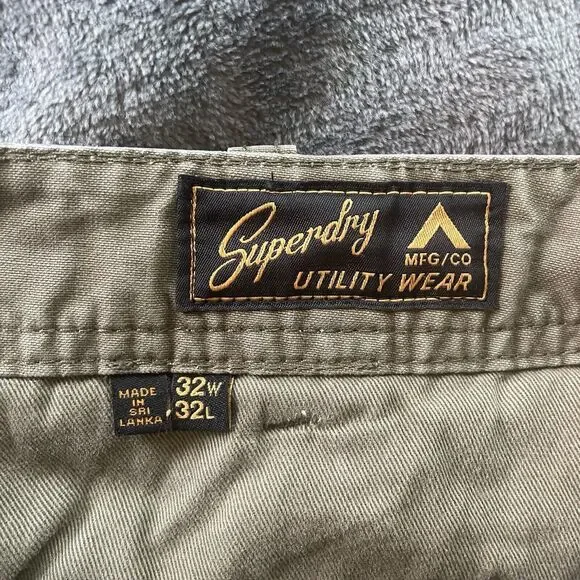 Superdry
MFG/CO
UTILITY WEAR
MADE
IN
SRI
LANKA
32W
32L